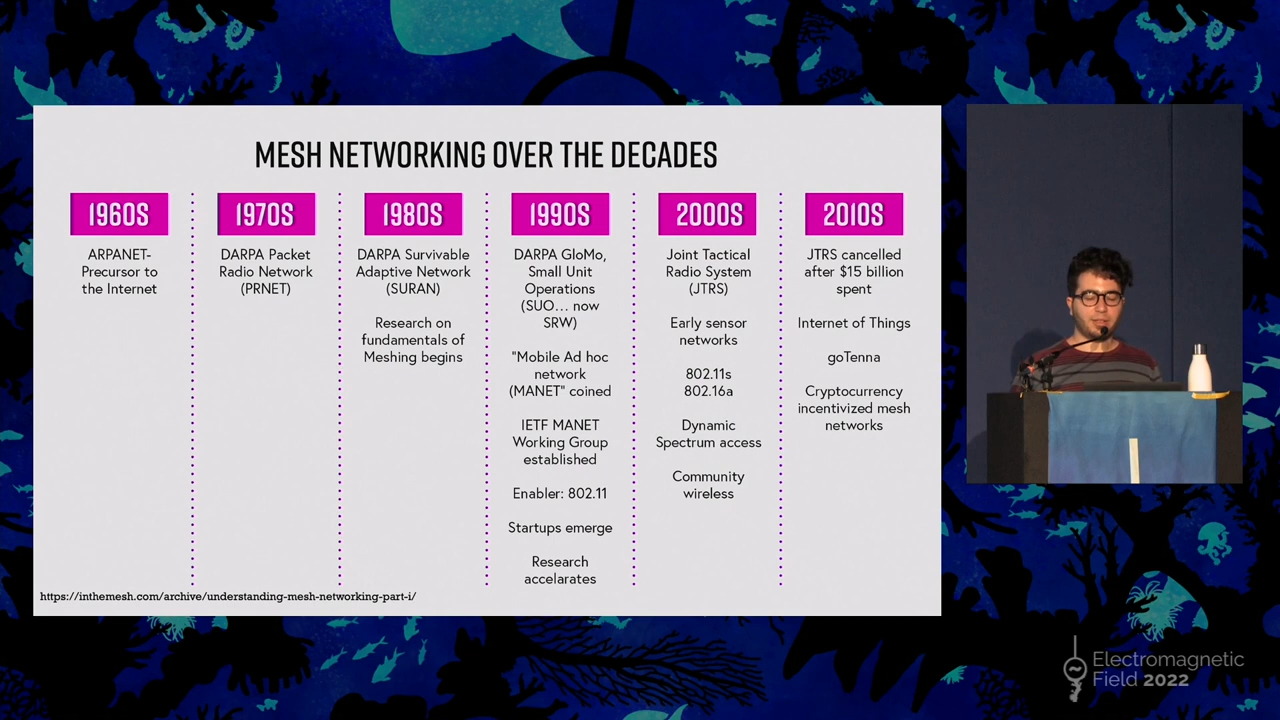 MESH NETWORKING OVER THE DECADES
1960S
ARPANET-
Precursor to
the Internet
1970S
DARPA Packet
Radio Network
(PRNET)
1980S
DARPA Survivable
Adaptive Network
(SURAN)
Research on
fundamentals of
Meshing begins
1990S
DARPA GloMo,
Small Unit
Operations
(SUO... now
SRW)
"Mobile Ad hoc
network
(MANET" coined
IETF MANET
Working Group
established
Enabler: 802.11
Startups emerge
Research
accelarates
2000S
Joint Tactical
Radio System
(JTRS)
Early sensor
networks
802.11s
802.16a
Dynamic
Spectrum access
Community
wireless
2010S
JTRS cancelled
after $15 billion
spent
Internet of Things
goTenna
Cryptocurrency
incentivized mesh
networks
https://inthemesh.com/archive/understanding-mesh-networking-part-i/
Electromagnetic
Field 2022